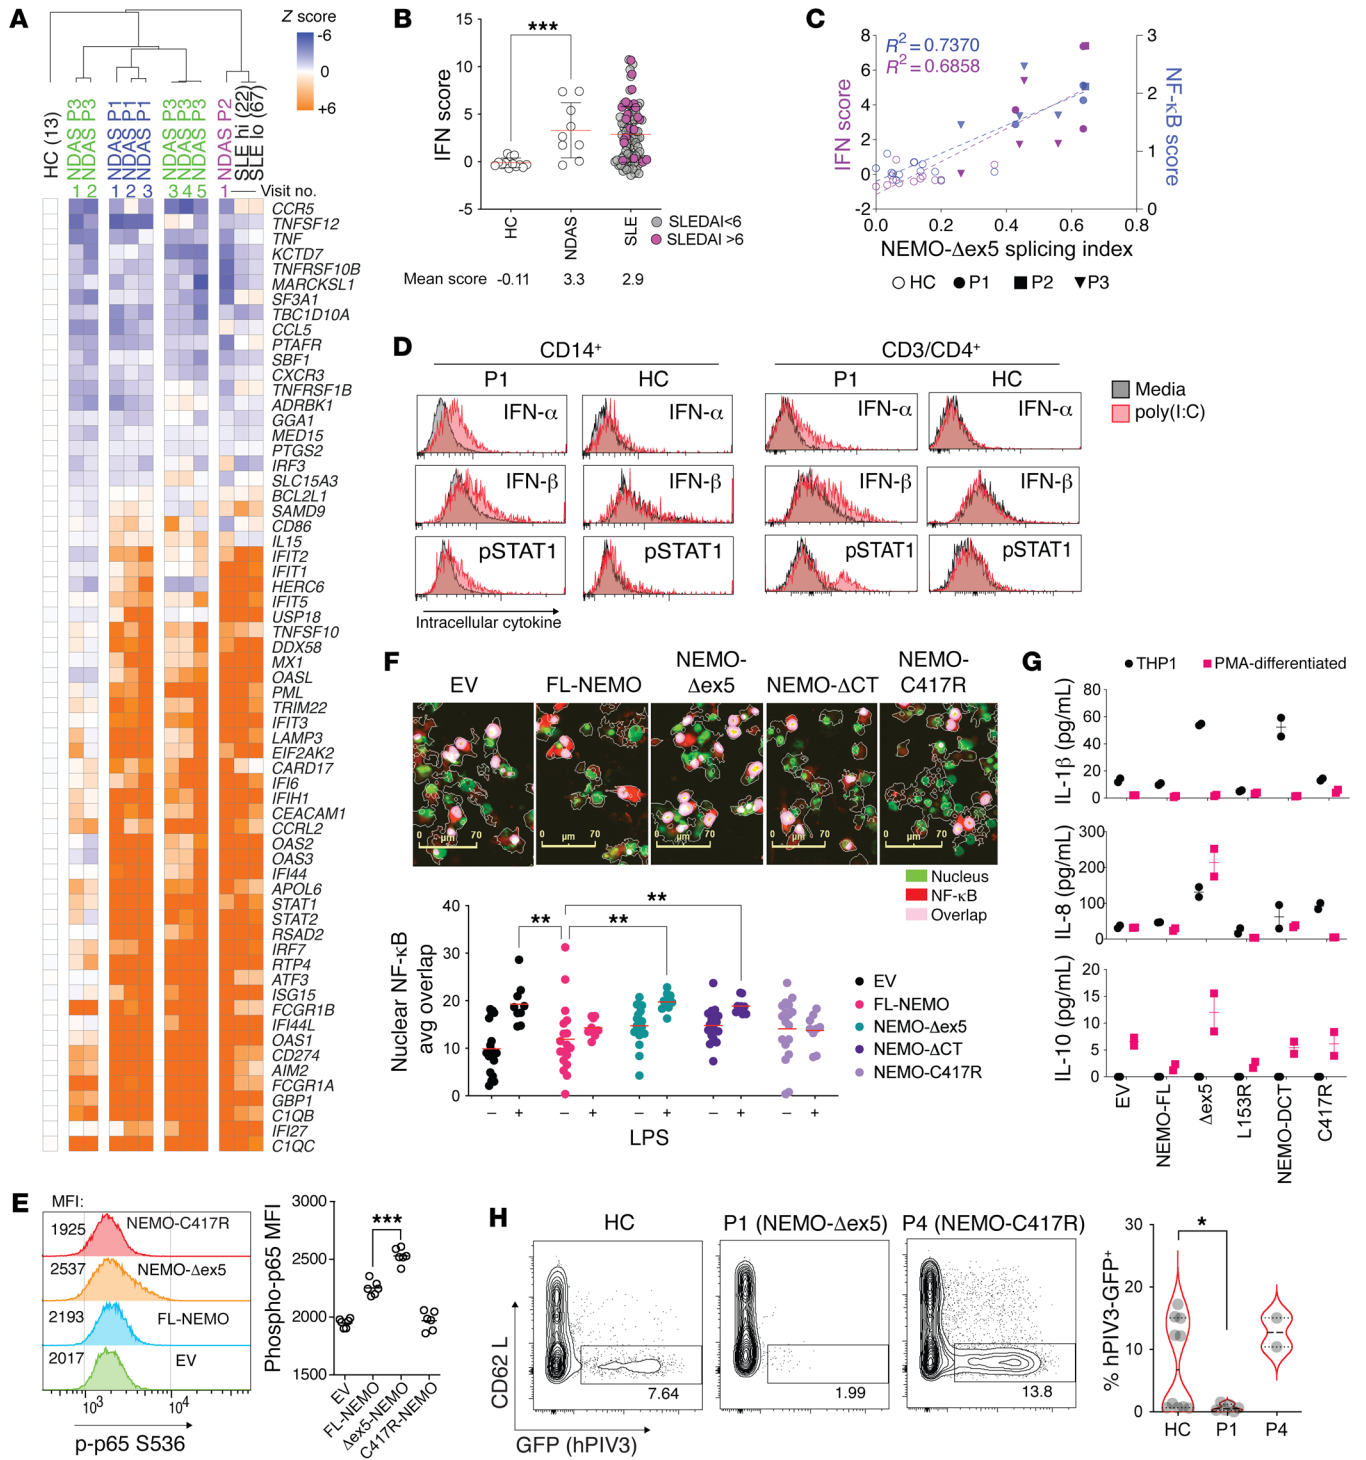 A
Z score
-6
0
+6
HC (13)
NDAS P3
NDAS P3
NDAS P1
NDAS P1
NDAS P1
NDAS P3
NDAS P3
NDAS P3
NDAS P2
SLE hi (22)
SLE lo (67)
1 2 1 2 3 3 4 5 1 Visit no.
CCR5
TNFSF12
TNF
KCTD7
TNFRSF10B
MARCKSL1
SF3A1
TBC1D10A
CCL5
PTAFR
SBF1
CXCR3
TNFRSF1B
ADRBK1
GGA1
MED15
PTGS2
IRF3
SLC15A3
BCL2L1
SAMD9
CD86
IL15
IFIT2
IFIT1
HERC6
IFIT5
USP18
TNFSF10
DDX58
MX1
OASL
PML
TRIM22
IFIT3
LAMP3
EIF2AK2
CARD17
IFI6
IFIH1
CEACAM1
CCRL2
OAS2
OAS3
IFI44
APOL6
STAT1
STAT2
RSAD2
IRF7
RTP4
ATF3
ISG15
FCGR1B
IFI44L
OAS1
CD274
AIM2
FCGR1A
GBP1
C1QB
IFI27
C1QC
B
IFN score
15
10
5
0
-5
***
HC
NDAS
SLE
SLEDAI<6
SLEDAI >6
Mean score -0.11 3.3 2.9
C
R² = 0.7370
R² = 0.6858
IFN score
8
6
4
2
0
-2
NF-κB score
3
2
1
0
0.0 0.2 0.4 0.6 0.8
NEMO-Δex5 splicing index
HC P1 P2 P3
D
CD14⁺
CD3/CD4⁺
P1 HC P1 HC
IFN-α IFN-α IFN-α IFN-α
IFN-β IFN-β IFN-β IFN-β
pSTAT1 pSTAT1 pSTAT1 pSTAT1
Media
poly(I:C)
Intracellular cytokine
F
EV
FL-NEMO
NEMO-
Δex5
NEMO-ΔCT
NEMO-
C417R
0 µm 70
0 µm 70
0 µm 70
0 µm 70
0 µm 70
Nucleus
NF-κB
Overlap
Nuclear NF-κB
avg overlap
40
30
20
10
0
**
**
**
– + – + – + – + – +
LPS
EV
FL-NEMO
NEMO-Δex5
NEMO-ΔCT
NEMO-C417R
G
THP1 PMA-differentiated
IL-1β (pg/mL)
80
60
40
20
0
IL-8 (pg/mL)
300
200
100
0
IL-10 (pg/mL)
20
15
10
5
0
EV
NEMO-FL
Δex5
L153R
NEMO-DCT
C417R
E
MFI:
1925 NEMO-C417R
2537 NEMO-Δex5
2193 FL-NEMO
2017 EV
10³ 10⁴
p-p65 S536
Phospho-p65 MFI
3000
2500
2000
1500
***
EV
FL-NEMO
Δex5-NEMO
C417R-NEMO
H
HC
P1 (NEMO-Δex5)
P4 (NEMO-C417R)
CD62 L
7.64
1.99
13.8
GFP (hPIV3)
% hPIV3-GFP⁺
30
20
10
0
*
HC P1 P4